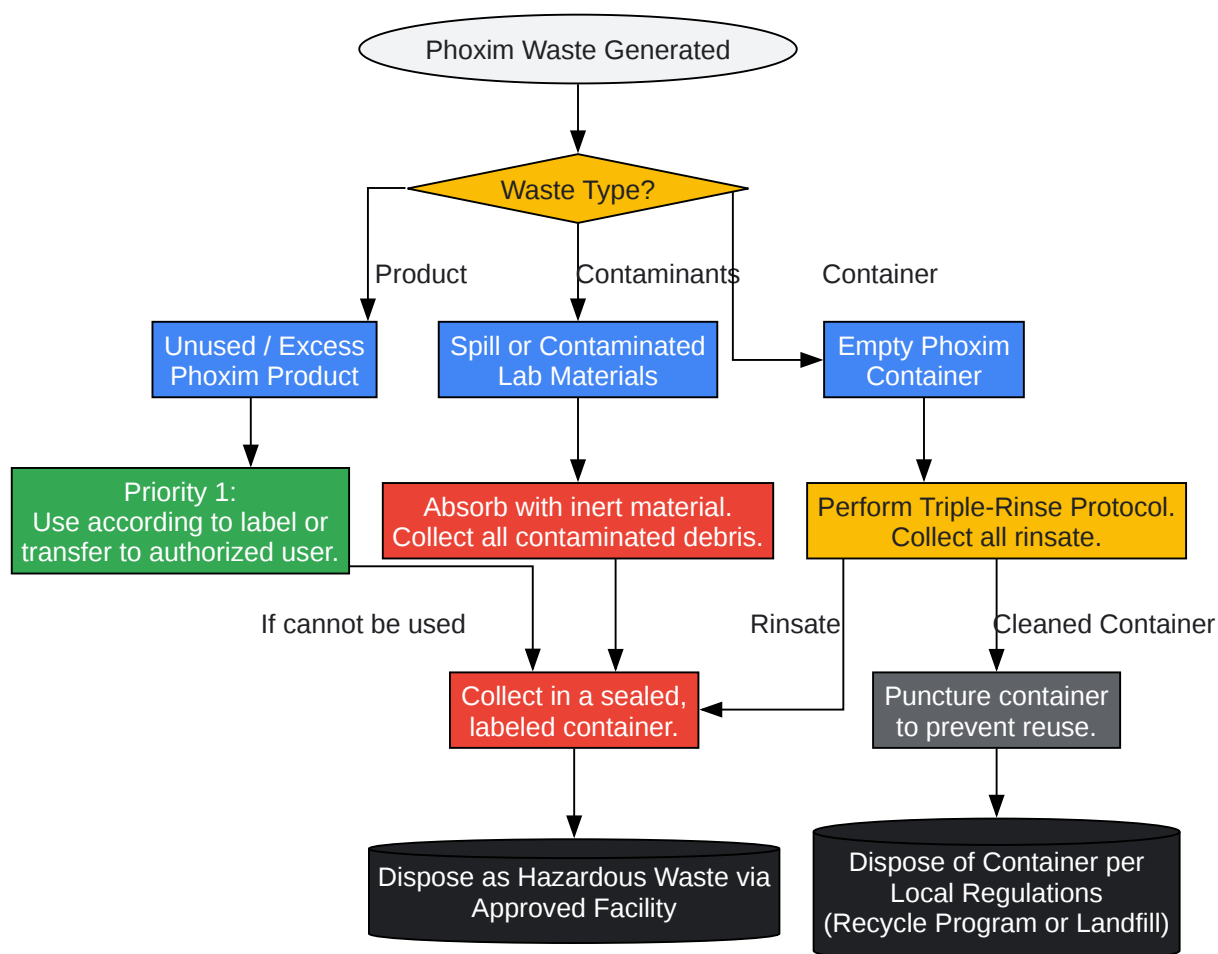 Phoxim Waste Generated
Waste Type?
Product
Contaminants
Container
Unused / Excess
Phoxim Product
Spill or Contaminated
Lab Materials
Empty Phoxim
Container
Priority 1:
Use according to label or
transfer to authorized user.
Absorb with inert material.
Collect all contaminated debris.
Perform Triple-Rinse Protocol.
Collect all rinsate.
If cannot be used
Rinsate
Cleaned Container
Collect in a sealed,
labeled container.
Puncture container
to prevent reuse.
Dispose as Hazardous Waste via
Approved Facility
Dispose of Container per
Local Regulations
(Recycle Program or Landfill)